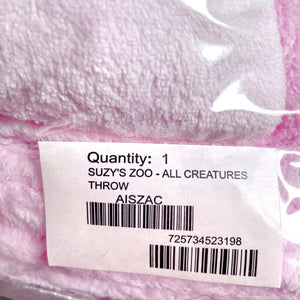 Quantity: 1
SUZY'S ZOO - ALL CREATURES
THROW
AISZAC
725734523198